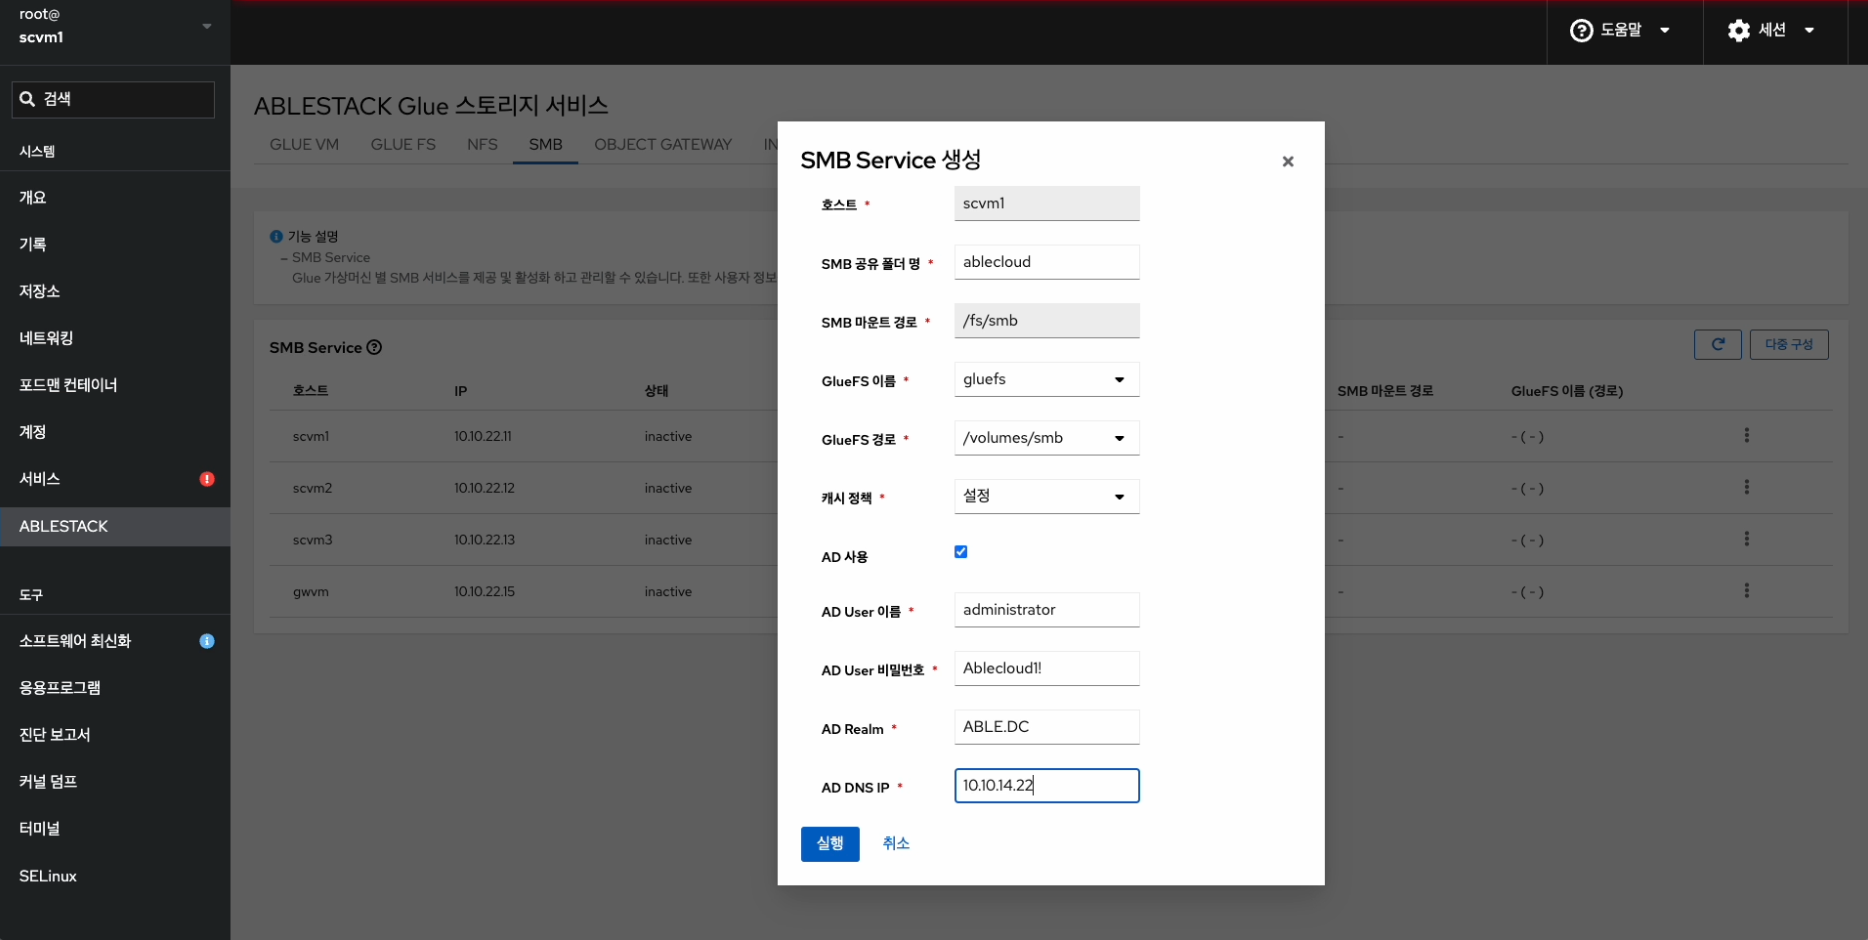 root@
scvm1
도움말
세션
검색
시스템
개요
기록
저장소
네트워킹
포드맨 컨테이너
계정
서비스
ABLESTACK
도구
소프트웨어 최신화
응용프로그램
진단 보고서
커널 덤프
터미널
SELinux
ABLESTACK Glue 스토리지 서비스
GLUE VM GLUE FS NFS SMB OBJECT GATEWAY IN
기능 설명
– SMB Service
Glue 가상머신 별 SMB 서비스를 제공 및 활성화 하고 관리할 수 있습니다. 또한 사용자 정보
SMB Service
다중 구성
호스트 IP 상태 SMB 마운트 경로 GlueFS 이름 (경로)
scvm1 10.10.22.11 inactive - - ( - )
scvm2 10.10.22.12 inactive - - ( - )
scvm3 10.10.22.13 inactive - - ( - )
gwvm 10.10.22.15 inactive - - ( - )
SMB Service 생성
호스트 * scvm1
SMB 공유 폴더 명 * ablecloud
SMB 마운트 경로 * /fs/smb
GlueFS 이름 * gluefs
GlueFS 경로 * /volumes/smb
캐시 정책 * 설정
AD 사용
AD User 이름 * administrator
AD User 비밀번호 * Ablecloud1!
AD Realm * ABLE.DC
AD DNS IP * 10.10.14.22
실행 취소